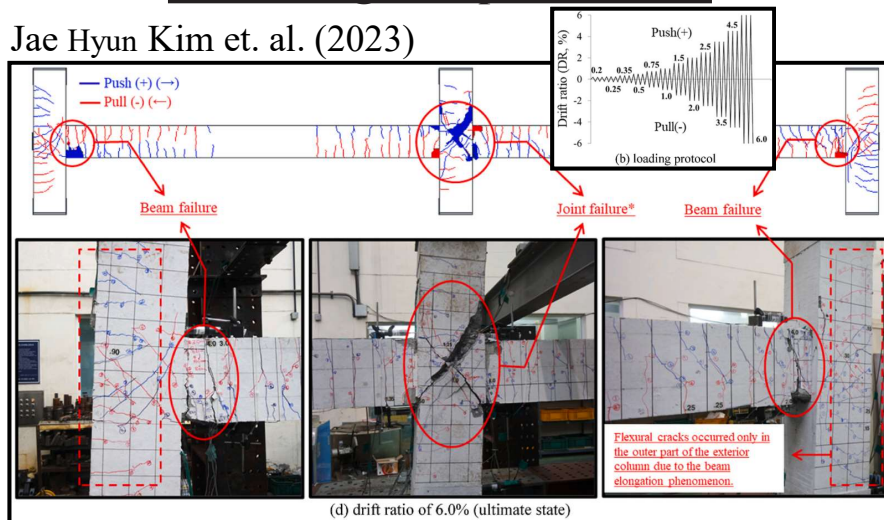 Jae Hyun Kim et. al. (2023)
Push (+) (→)
Pull (-) (←)
Drift ratio (DR, %)
6
4
2
0
-2
-4
-6
Push(+)
Pull(-)
0.2
0.25
0.35
0.5
0.75
1.0
1.5
2.0
2.5
3.5
4.5
6.0
(b) loading protocol
Beam failure
Joint failure*
Beam failure
.90
.25
.25
Flexural cracks occurred only in
the outer part of the exterior
column due to the beam
elongation phenomenon.
(d) drift ratio of 6.0% (ultimate state)